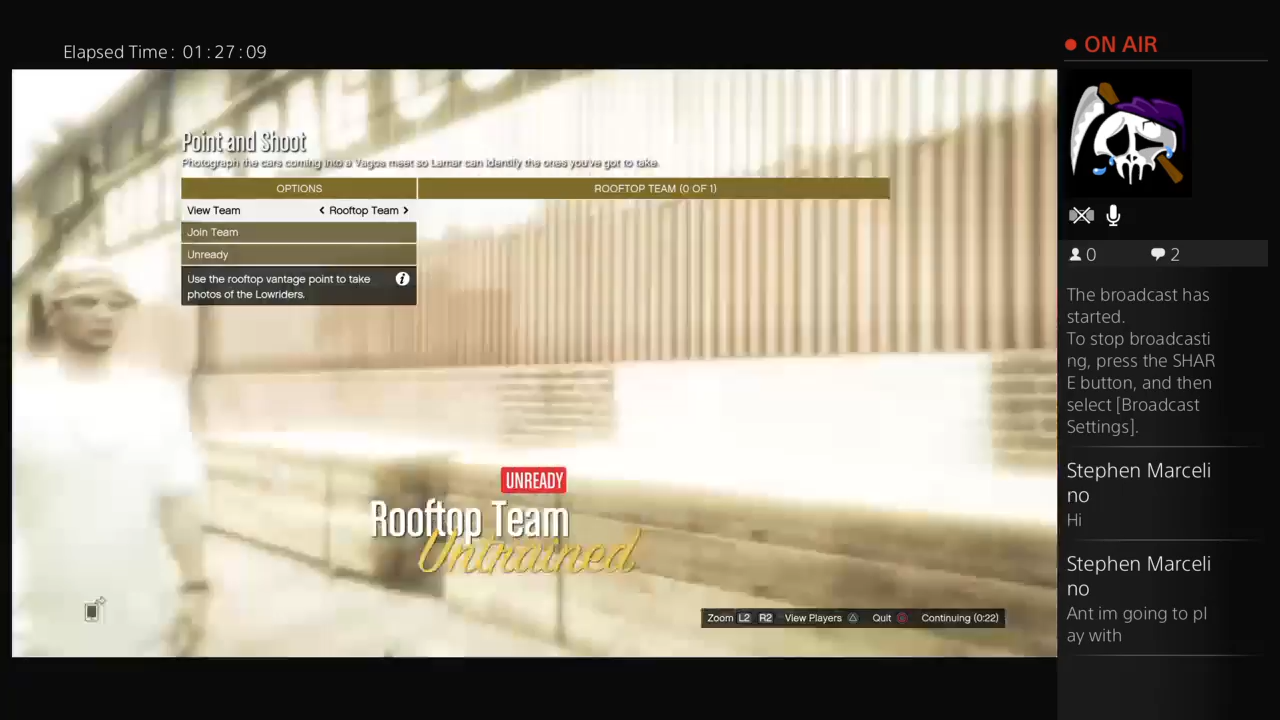 Elapsed Time: 01:27:09
ON AIR
Point and Shoot
Photograph the cars coming into a Vagos meet so Lamar can identify the ones you've got to take.
OPTIONS
ROOFTOP TEAM (0 OF 1)
View Team
Rooftop Team
Join Team
Unready
Use the rooftop vantage point to take
photos of the Lowriders.
UNREADY
Rooftop Team
Untrained
Zoom L2 R2 View Players Quit Continuing (0:22)
0
2
The broadcast has
started.
To stop broadcasti
ng, press the SHAR
E button, and then
select [Broadcast
Settings].
Stephen Marceli
no
Hi
Stephen Marceli
no
Ant im going to pl
ay with